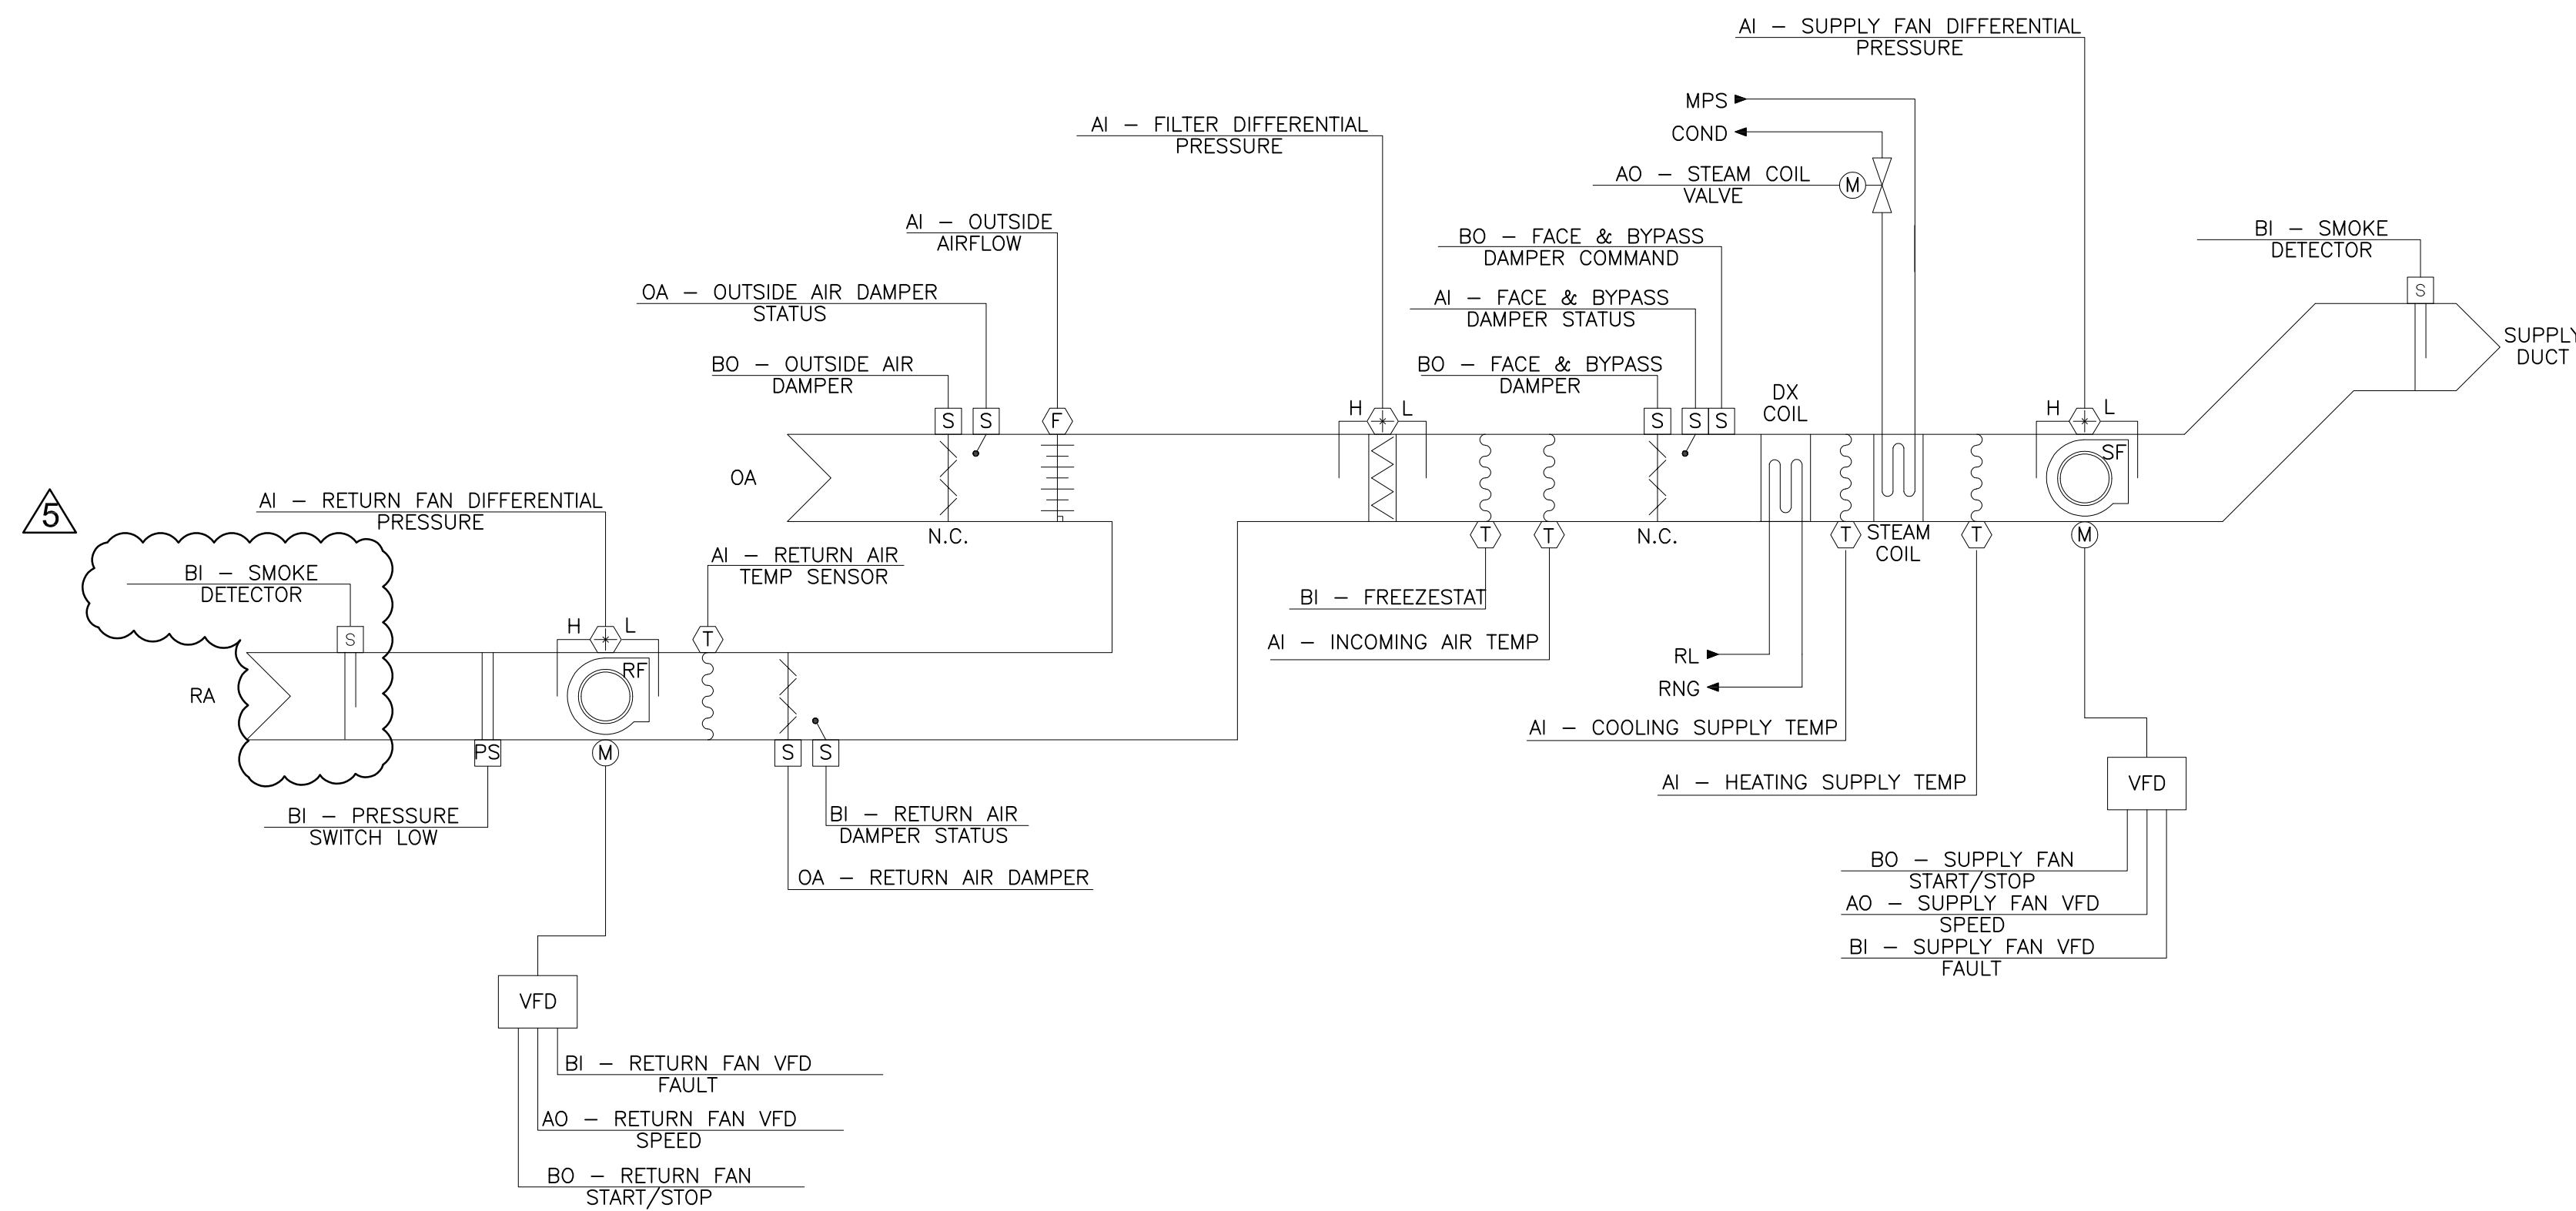 AI – SUPPLY FAN DIFFERENTIAL
PRESSURE
MPS
COND
AI – FILTER DIFFERENTIAL
PRESSURE
AO – STEAM COIL
VALVE
M
AI – OUTSIDE
AIRFLOW
BO – FACE & BYPASS
DAMPER COMMAND
BI – SMOKE
DETECTOR
S
OA – OUTSIDE AIR DAMPER
STATUS
AI – FACE & BYPASS
DAMPER STATUS
SUPPLY
DUCT
BO – OUTSIDE AIR
DAMPER
BO – FACE & BYPASS
DAMPER
DX
COIL
S
S
F
H
L
S
S
S
H
L
SF
OA
N.C.
T
T
N.C.
T
STEAM
COIL
T
M
5
AI – RETURN FAN DIFFERENTIAL
PRESSURE
AI – RETURN AIR
TEMP SENSOR
BI – SMOKE
DETECTOR
BI – FREEZESTAT
AI – INCOMING AIR TEMP
S
H
L
T
RF
RA
RL
RNG
AI – COOLING SUPPLY TEMP
PS
M
S
S
AI – HEATING SUPPLY TEMP
VFD
BI – PRESSURE
SWITCH LOW
BI – RETURN AIR
DAMPER STATUS
OA – RETURN AIR DAMPER
BO – SUPPLY FAN
START/STOP
AO – SUPPLY FAN VFD
SPEED
BI – SUPPLY FAN VFD
FAULT
VFD
BI – RETURN FAN VFD
FAULT
AO – RETURN FAN VFD
SPEED
BO – RETURN FAN
START/STOP